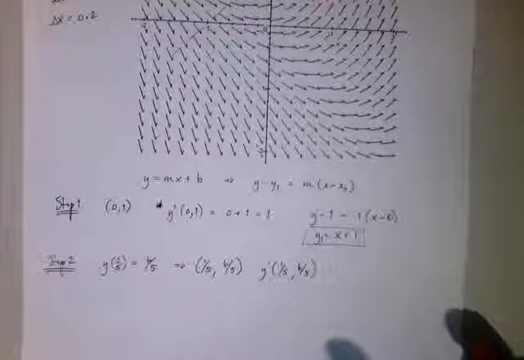 Δx = 0.2
y = mx + b ⇒ y - y₁ = m(x - x₁)
Step 1 (0,1) y'(0,1) = 0 + 1 = 1 y - 1 = 1(x - 0)
y₁ = x + 1
Step 2 y(1/5) = 6/5 ⇒ (1/5, 6/5) y'(1/5, 6/5)